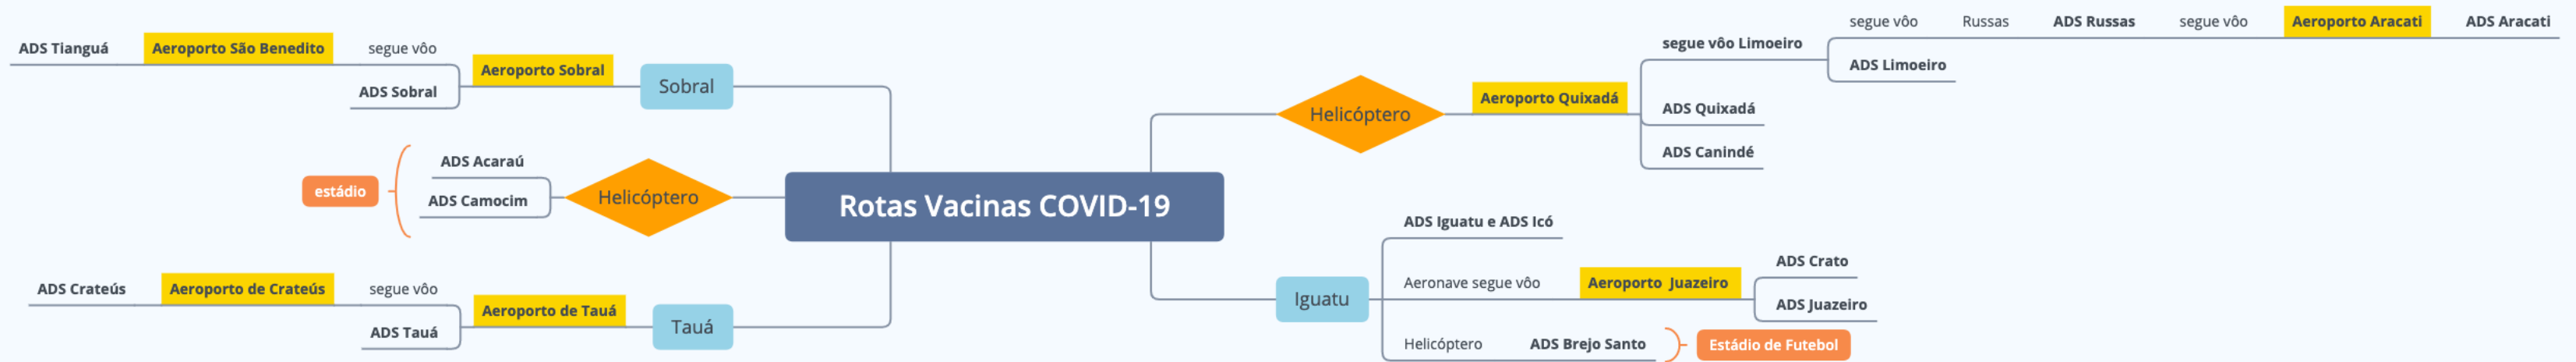 Rotas Vacinas COVID-19
Helicóptero
Aeroporto Quixadá
segue vôo Limoeiro
segue vôo
Russas
ADS Russas
segue vôo
Aeroporto Aracati
ADS Aracati
ADS Limoeiro
ADS Quixadá
ADS Canindé
Iguatu
ADS Iguatu e ADS Icó
Aeronave segue vôo
Aeroporto Juazeiro
ADS Crato
ADS Juazeiro
Helicóptero
ADS Brejo Santo
Estádio de Futebol
Sobral
Aeroporto Sobral
segue vôo
Aeroporto São Benedito
ADS Tianguá
ADS Sobral
Helicóptero
ADS Acaraú
ADS Camocim
estádio
Tauá
Aeroporto de Tauá
segue vôo
Aeroporto de Crateús
ADS Crateús
ADS Tauá